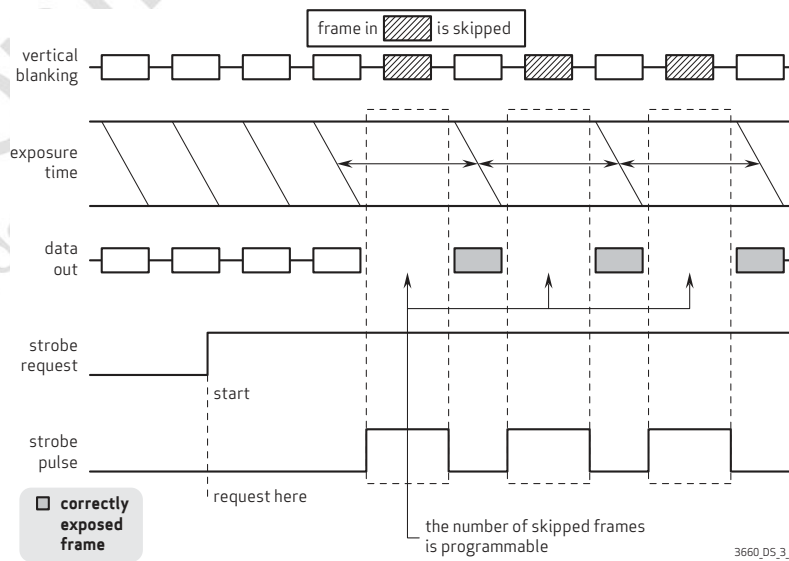 frame in
is skipped
vertical
blanking
exposure
time
data
out
strobe
request
start
strobe
pulse
request here
correctly
exposed
frame
the number of skipped frames
is programmable
3660_DS_3_